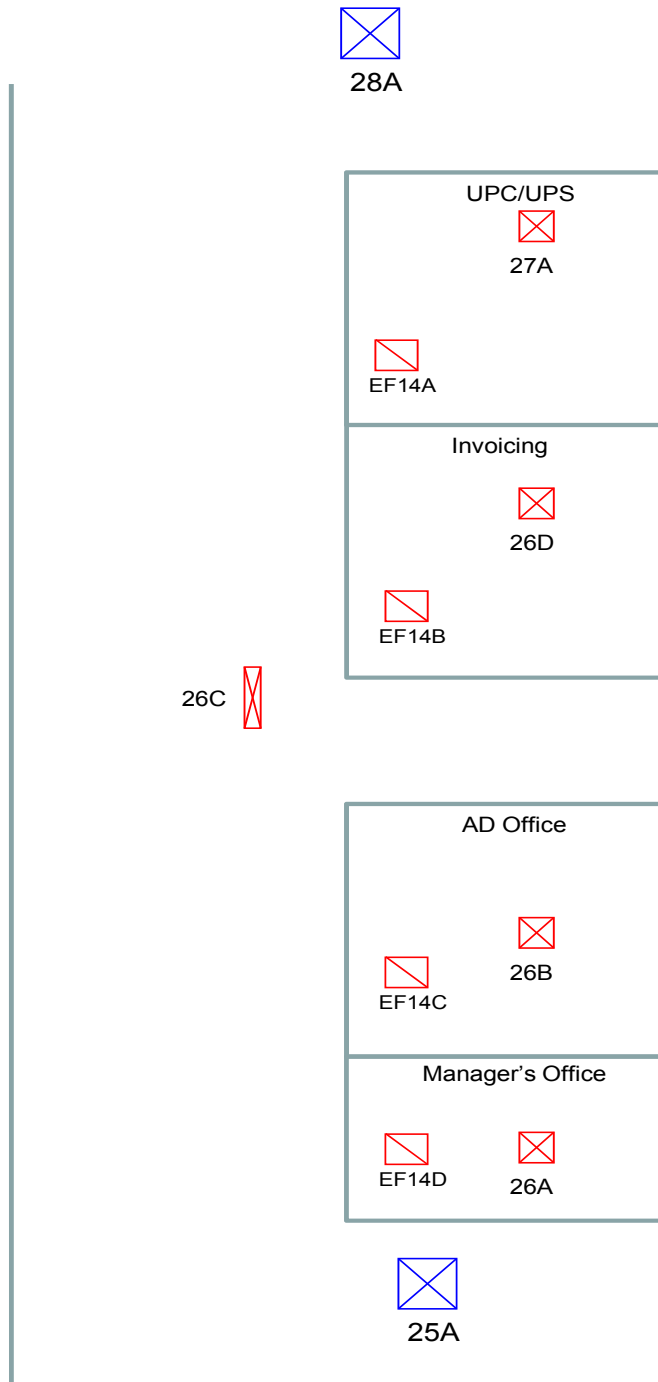 28A
UPC/UPS
27A
EF14A
Invoicing
26D
EF14B
26C
AD Office
26B
EF14C
Manager’s Office
EF14D
26A
25A